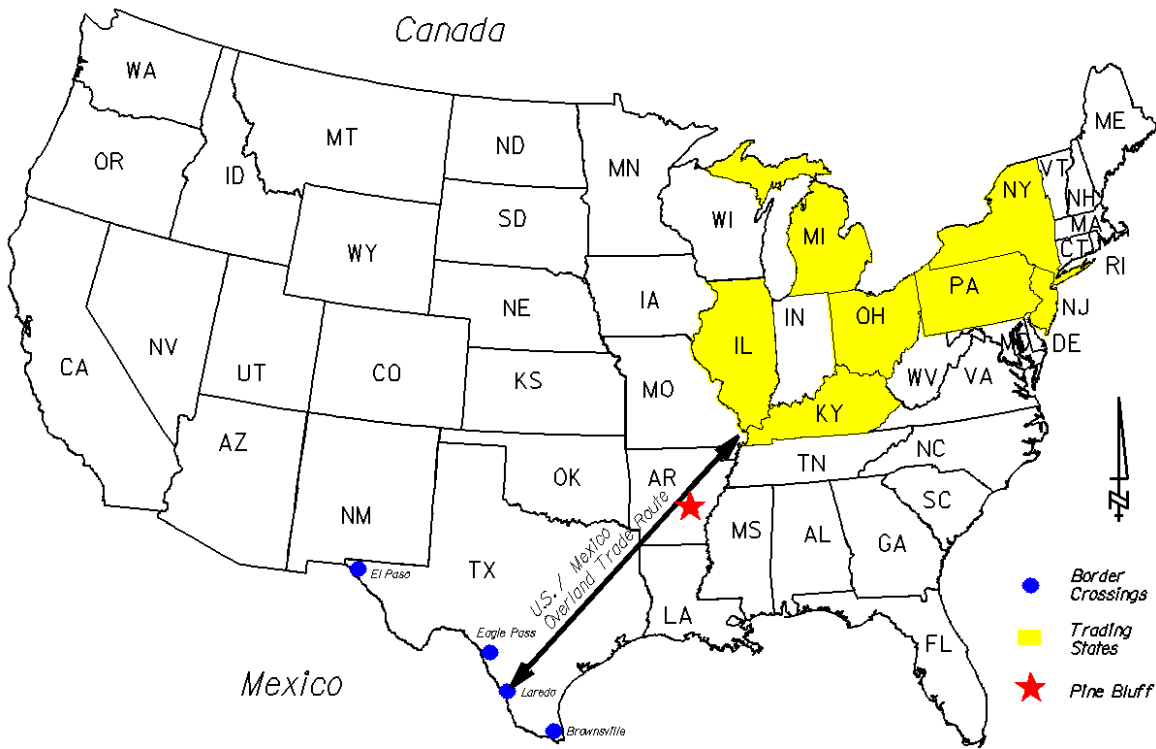 Canada
WA
MT
ND
MN
ME
OR
ID
SD
WI
MI
NY
VT
NH
MA
CT
RI
WY
IA
NE
PA
NJ
NV
UT
CO
KS
MO
IL
IN
OH
MD
DE
WV
VA
CA
KY
AZ
NM
OK
AR
TN
NC
SC
TX
MS
AL
GA
LA
FL
U.S./ Mexico
Overland Trade Route
El Paso
Eagle Pass
Laredo
Brownsville
Mexico
N
Border
Crossings
Trading
States
Pine Bluff